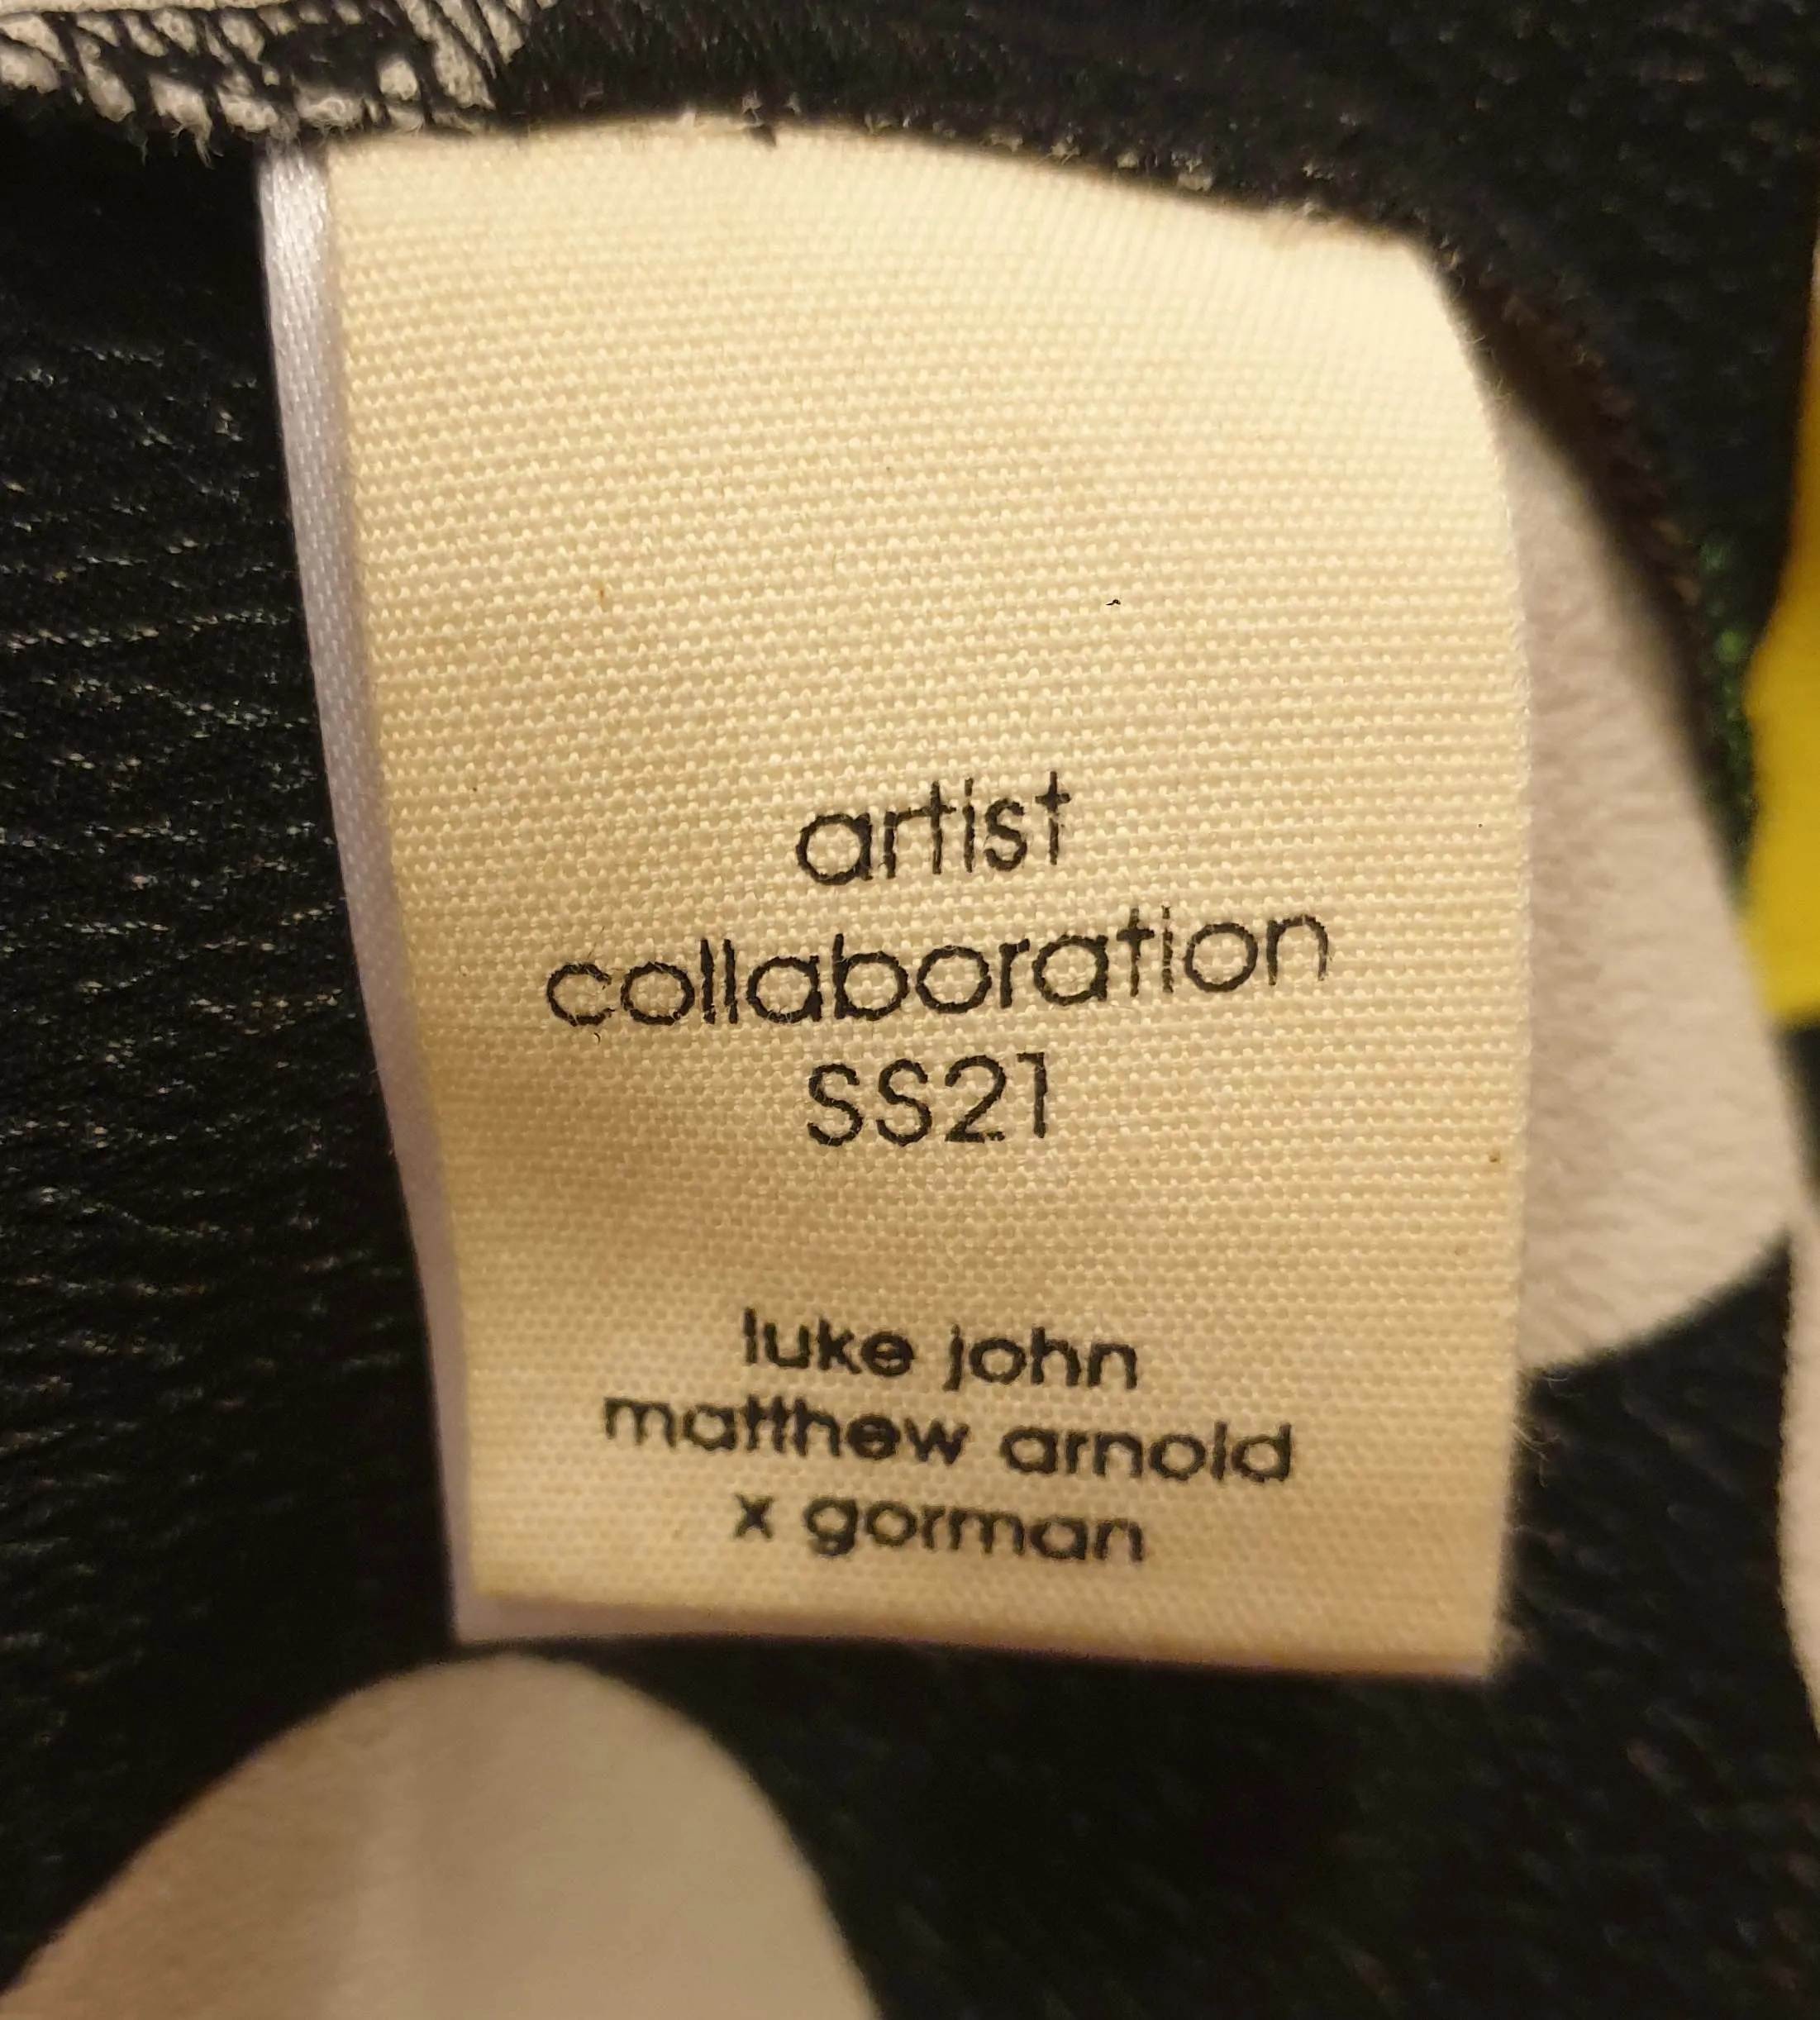 artist
collaboration
SS21
luke john
matthew arnold
x gorman